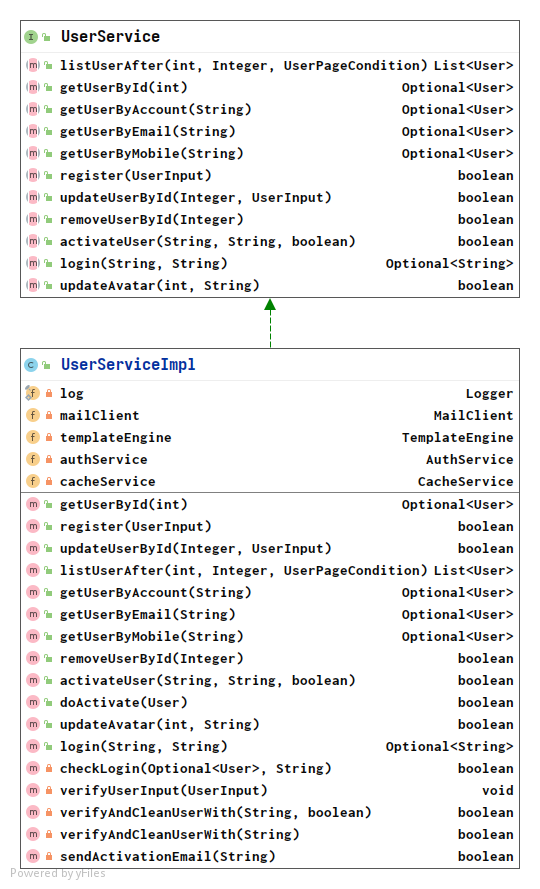 I UserService
m listUserAfter(int, Integer, UserPageCondition) List<User>
m getUserById(int) Optional<User>
m getUserByAccount(String) Optional<User>
m getUserByEmail(String) Optional<User>
m getUserByMobile(String) Optional<User>
m register(UserInput) boolean
m updateUserById(Integer, UserInput) boolean
m removeUserById(Integer) boolean
m activateUser(String, String, boolean) boolean
m login(String, String) Optional<String>
m updateAvatar(int, String) boolean
C UserServiceImpl
f log Logger
f mailClient MailClient
f templateEngine TemplateEngine
f authService AuthService
f cacheService CacheService
m getUserById(int) Optional<User>
m register(UserInput) boolean
m updateUserById(Integer, UserInput) boolean
m listUserAfter(int, Integer, UserPageCondition) List<User>
m getUserByAccount(String) Optional<User>
m getUserByEmail(String) Optional<User>
m getUserByMobile(String) Optional<User>
m removeUserById(Integer) boolean
m activateUser(String, String, boolean) boolean
m doActivate(User) boolean
m updateAvatar(int, String) boolean
m login(String, String) Optional<String>
m checkLogin(Optional<User>, String) boolean
m verifyUserInput(UserInput) void
m verifyAndCleanUserWith(String, boolean) boolean
m verifyAndCleanUserWith(String) boolean
m sendActivationEmail(String) boolean
Powered by yFiles